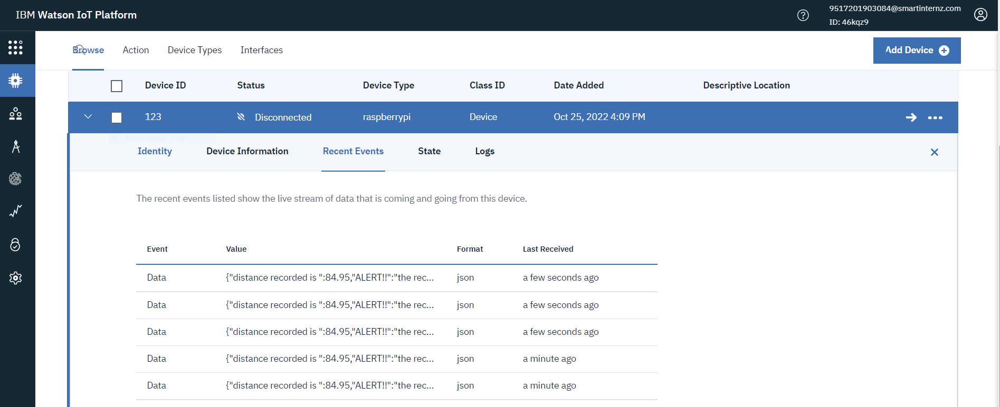 IBM Watson IoT Platform
9517201903084@smartinternz.com
ID: 46kqz9
Browse Action Device Types Interfaces
Add Device
Device ID Status Device Type Class ID Date Added Descriptive Location
123 Disconnected raspberrypi Device Oct 25, 2022 4:09 PM
Rectangular Snip
Identity Device Information Recent Events State Logs
The recent events listed show the live stream of data that is coming and going from this device.
Event Value Format Last Received
Data {"distance recorded is ":84.95,"ALERT!!":"the rec... json a few seconds ago
Data {"distance recorded is ":84.95,"ALERT!!":"the rec... json a few seconds ago
Data {"distance recorded is ":84.95,"ALERT!!":"the rec... json a few seconds ago
Data {"distance recorded is ":84.95,"ALERT!!":"the rec... json a minute ago
Data {"distance recorded is ":84.95,"ALERT!!":"the rec... json a minute ago